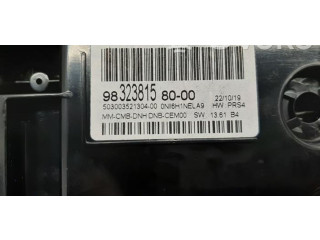 98 323815 80-00
503003521304-00 0NI6H1NELA9 22/10/19 HW PRS4
MM-CMB-DNH DNB-CEM00 SW 13.61 B4